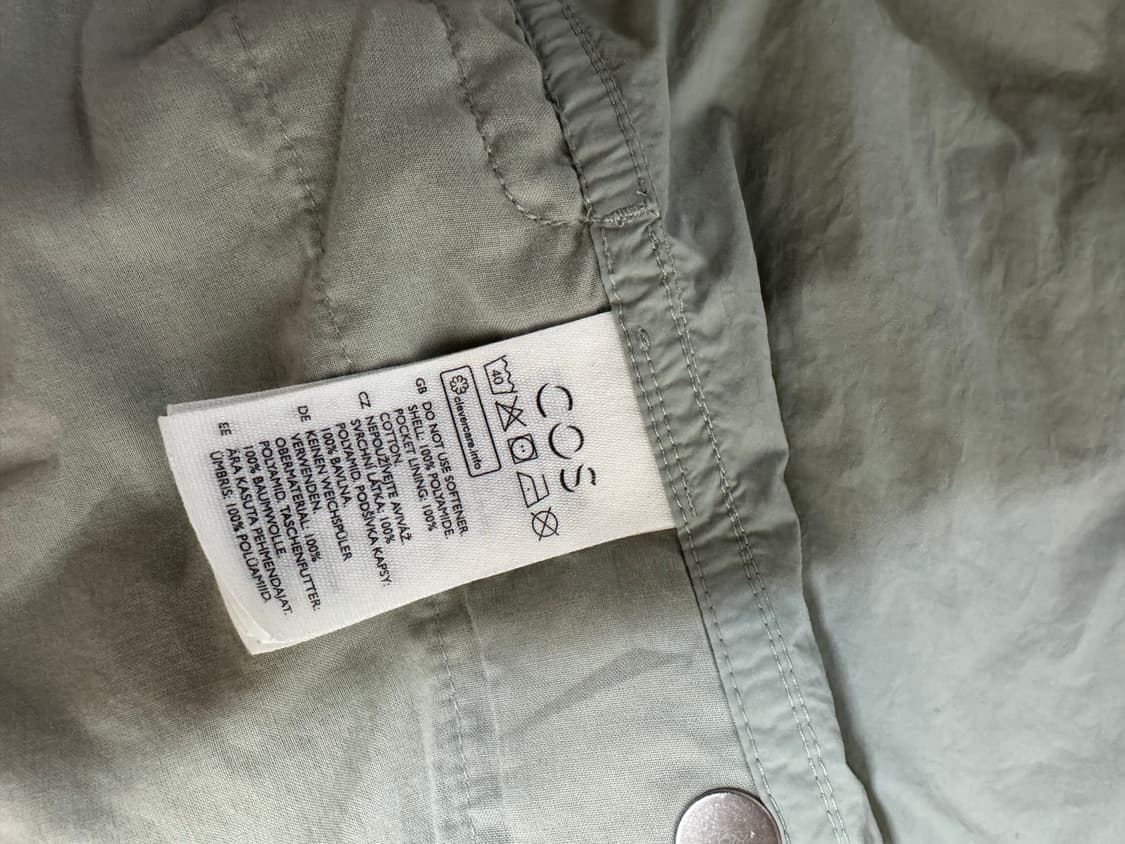 COS
40
clevercare.info
GB DO NOT USE SOFTENER.
SHELL: 100% POLYAMIDE.
POCKET LINING: 100%
COTTON.
CZ NEPOUŽÍVEJTE AVIVÁŽ.
SVRCHNÍ LÁTKA: 100%
POLYAMID. PODŠÍVKA KAPSY:
100% BAVLNA.
DE KEINEN WEICHSPÜLER
VERWENDEN.
OBERMATERIAL: 100%
POLYAMID. TASCHENFUTTER:
100% BAUMWOLLE.
EE ÄRA KASUTA PEHMENDAJAT.
ÜMBRIS: 100% POLÜAMIID.